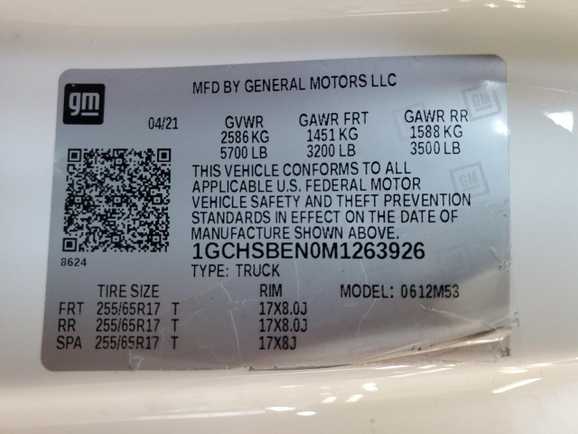 gm
MFD BY GENERAL MOTORS LLC
04/21 GVWR GAWR FRT GAWR RR
2586 KG 1451 KG 1588 KG
5700 LB 3200 LB 3500 LB
THIS VEHICLE CONFORMS TO ALL
APPLICABLE U.S. FEDERAL MOTOR
VEHICLE SAFETY AND THEFT PREVENTION
STANDARDS IN EFFECT ON THE DATE OF
MANUFACTURE SHOWN ABOVE.
8624
1GCHSBEN0M1263926
TYPE: TRUCK
TIRE SIZE RIM MODEL: 0612M53
FRT 255/65R17 T 17X8.0J
RR 255/65R17 T 17X8.0J
SPA 255/65R17 T 17X8J